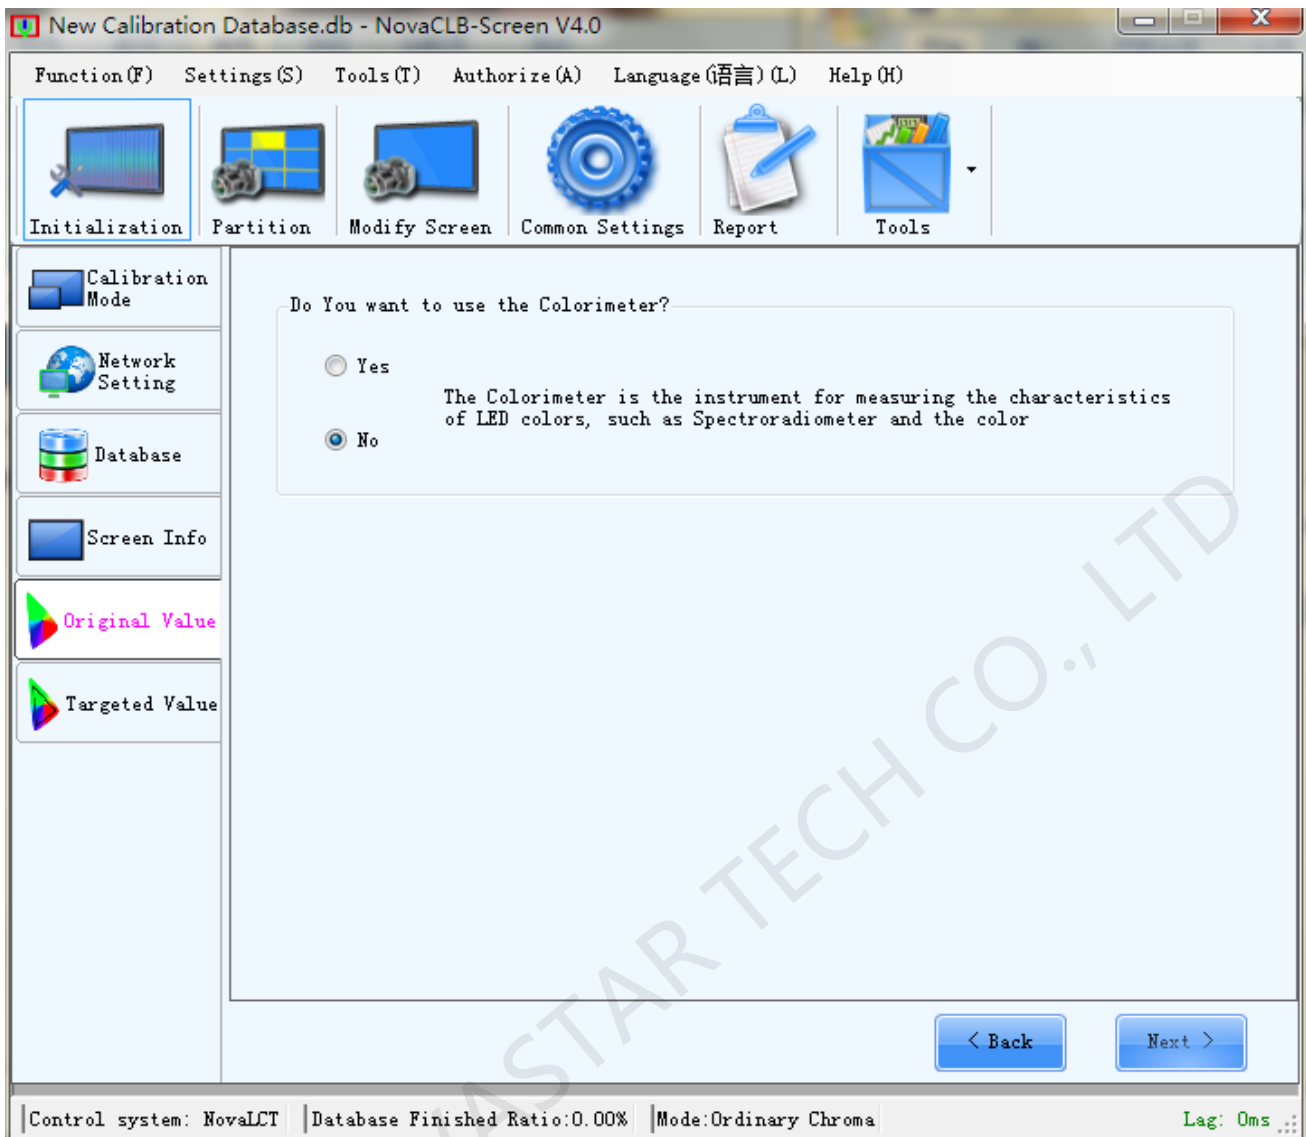 New Calibration Database.db - NovaCLB-Screen V4.0
Function(F) Settings(S) Tools(T) Authorize(A) Language(语言)(L) Help(H)
Initialization Partition Modify Screen Common Settings Report Tools
Calibration
Mode
Network
Setting
Database
Screen Info
Original Value
Targeted Value
Do You want to use the Colorimeter?
Yes
The Colorimeter is the instrument for measuring the characteristics
of LED colors, such as Spectroradiometer and the color
No
< Back Next >
Control system: NovaLCT Database Finished Ratio:0.00% Mode:Ordinary Chroma Lag: 0ms
VASTAR TECH CO., LTD